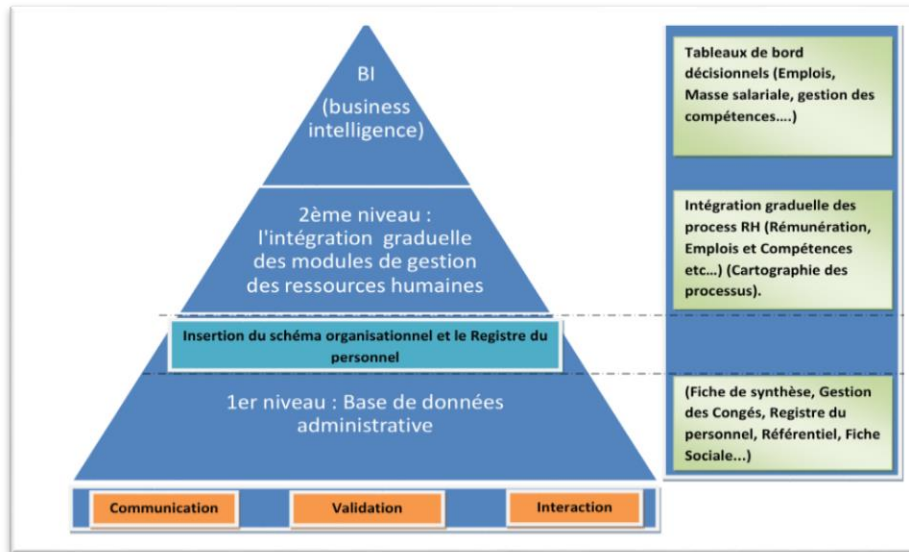 BI
(business
intelligence)
Tableaux de bord
décisionnels (Emplois,
Masse salariale, gestion des
compétences....)
2ème niveau :
l'intégration graduelle
des modules de gestion
des ressources humaines
Intégration graduelle des
process RH (Rémunération,
Emplois et Compétences
etc...) (Cartographie des
processus).
Insertion du schéma organisationnel et le Registre du
personnel
1er niveau : Base de données
administrative
(Fiche de synthèse, Gestion
des Congés, Registre du
personnel, Référentiel, Fiche
Sociale...)
Communication
Validation
Interaction